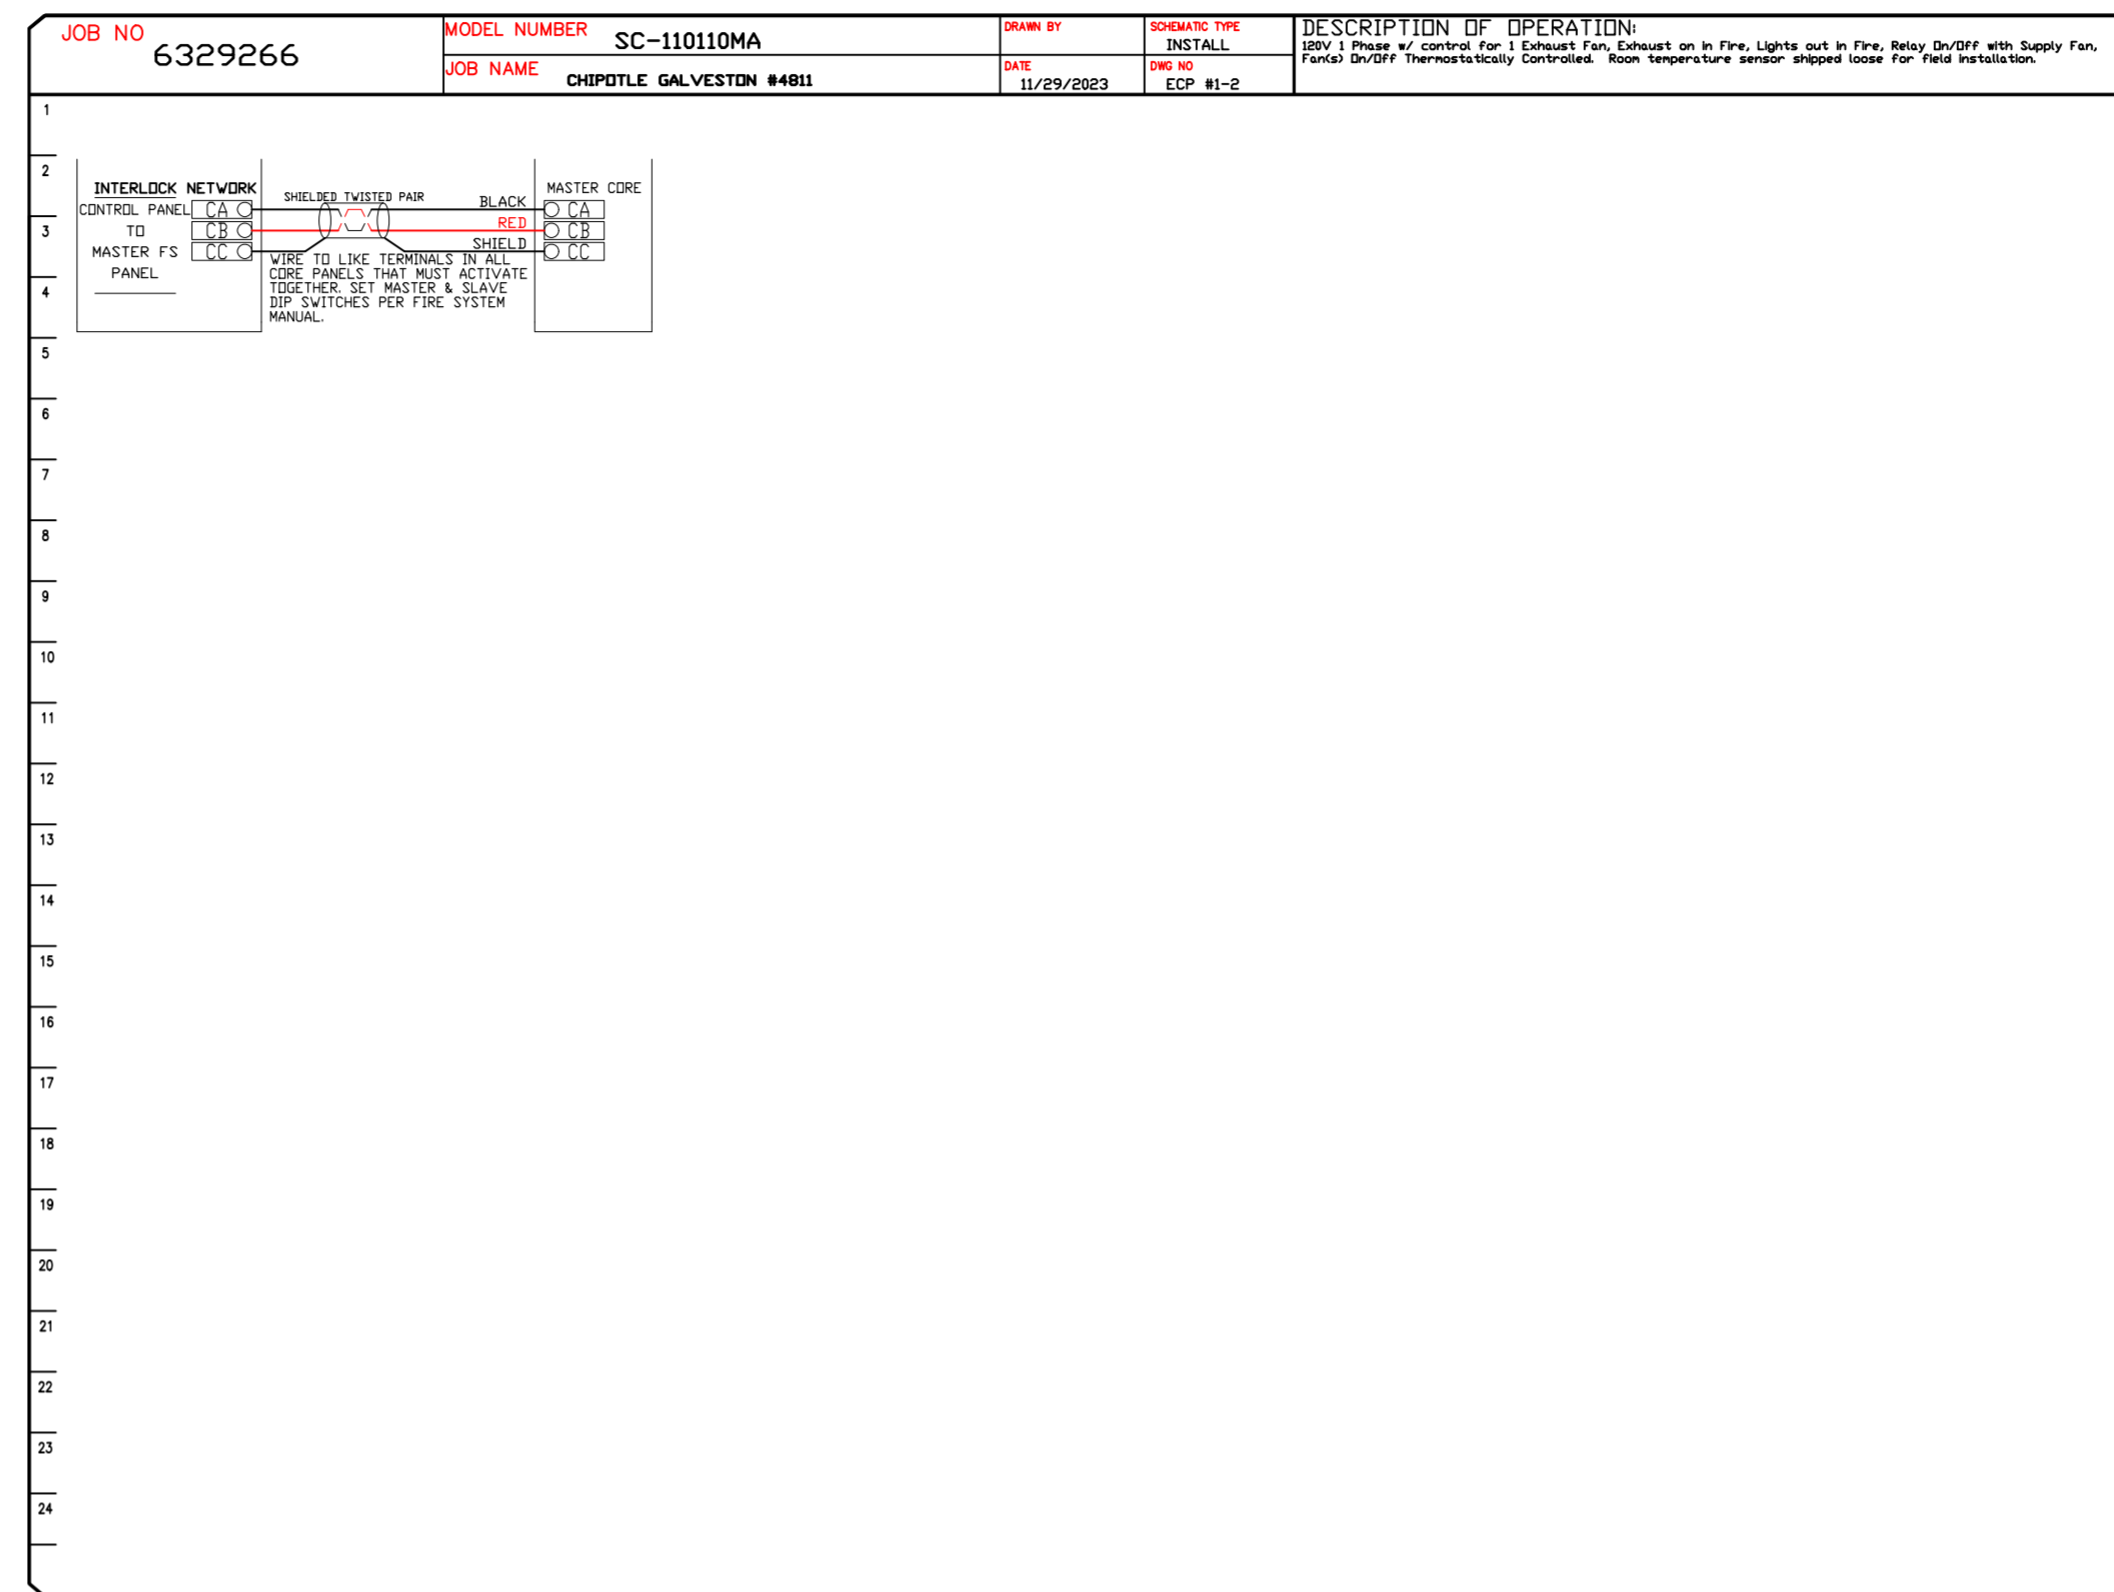 JOB NO
6329266
MODEL NUMBER
SC-110110MA
JOB NAME
CHIPOTLE GALVESTON #4811
DRAWN BY
DATE
11/29/2023
SCHEMATIC TYPE
INSTALL
DWG NO
ECP #1-2
DESCRIPTION OF OPERATION:
120V 1 Phase w/ control for 1 Exhaust Fan, Exhaust on in Fire, Lights out in Fire, Relay On/Off with Supply Fan,
Fan(s) On/Off Thermostatically Controlled. Room temperature sensor shipped loose for field installation.
1
2
3
4
5
6
7
8
9
10
11
12
13
14
15
16
17
18
19
20
21
22
23
24
INTERLOCK NETWORK
CONTROL PANEL
TO
MASTER FS
PANEL
CA
CB
CC
SHIELDED TWISTED PAIR
BLACK
RED
SHIELD
WIRE TO LIKE TERMINALS IN ALL
CORE PANELS THAT MUST ACTIVATE
TOGETHER. SET MASTER & SLAVE
DIP SWITCHES PER FIRE SYSTEM
MANUAL.
MASTER CORE
CA
CB
CC